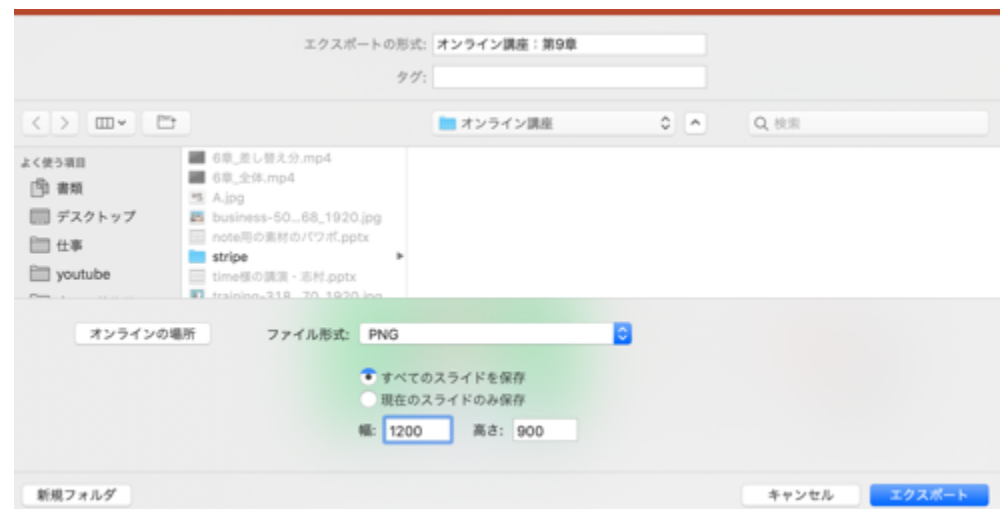 エクスポートの形式: オンライン講座:第9章
タグ:
オンライン講座
検索
よく使う項目
書類
デスクトップ
仕事
youtube
6章_差し替え分.mp4
6章_全体.mp4
A.jpg
business-50...68_1920.jpg
note用の素材のパワポ.pptx
stripe
time様の講演・志村.pptx
training-318...70_1920.jpg
オンラインの場所
ファイル形式: PNG
すべてのスライドを保存
現在のスライドのみ保存
幅: 1200 高さ: 900
新規フォルダ
キャンセル
エクスポート